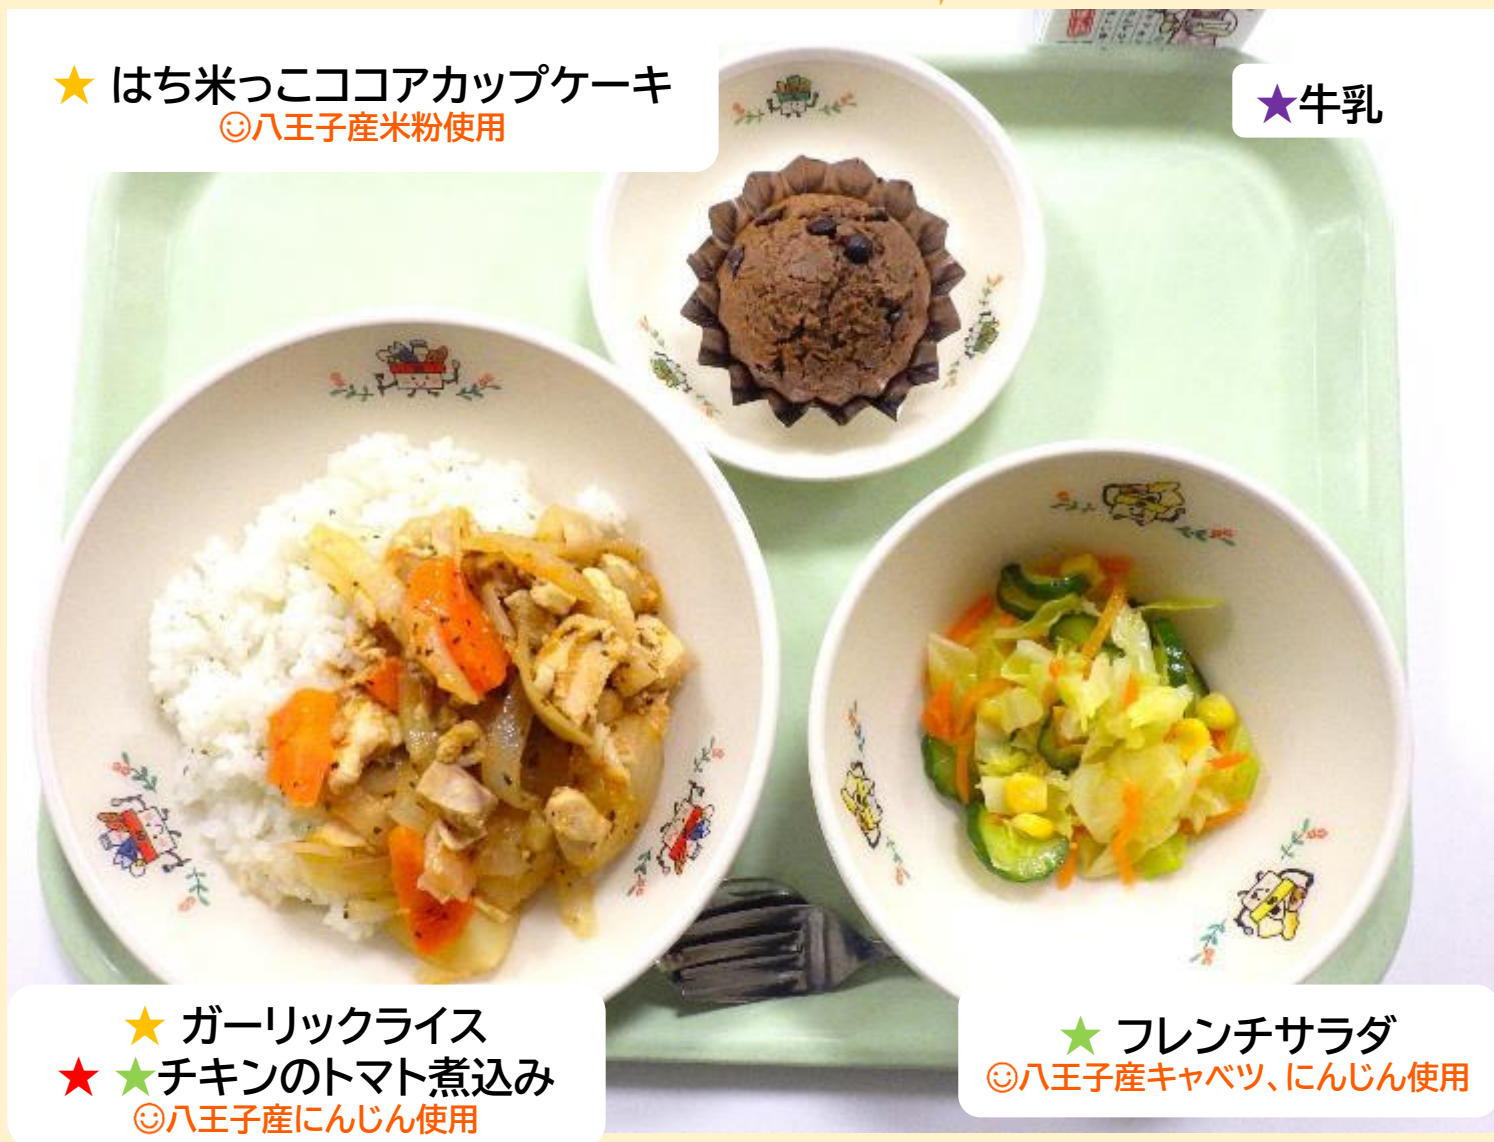 ★ はち米っこココアカップケーキ
☺八王子産米粉使用
★牛乳
★ ガーリックライス
★ ★チキンのトマト煮込み
☺八王子産にんじん使用
★ フレンチサラダ
☺八王子産キャベツ、にんじん使用